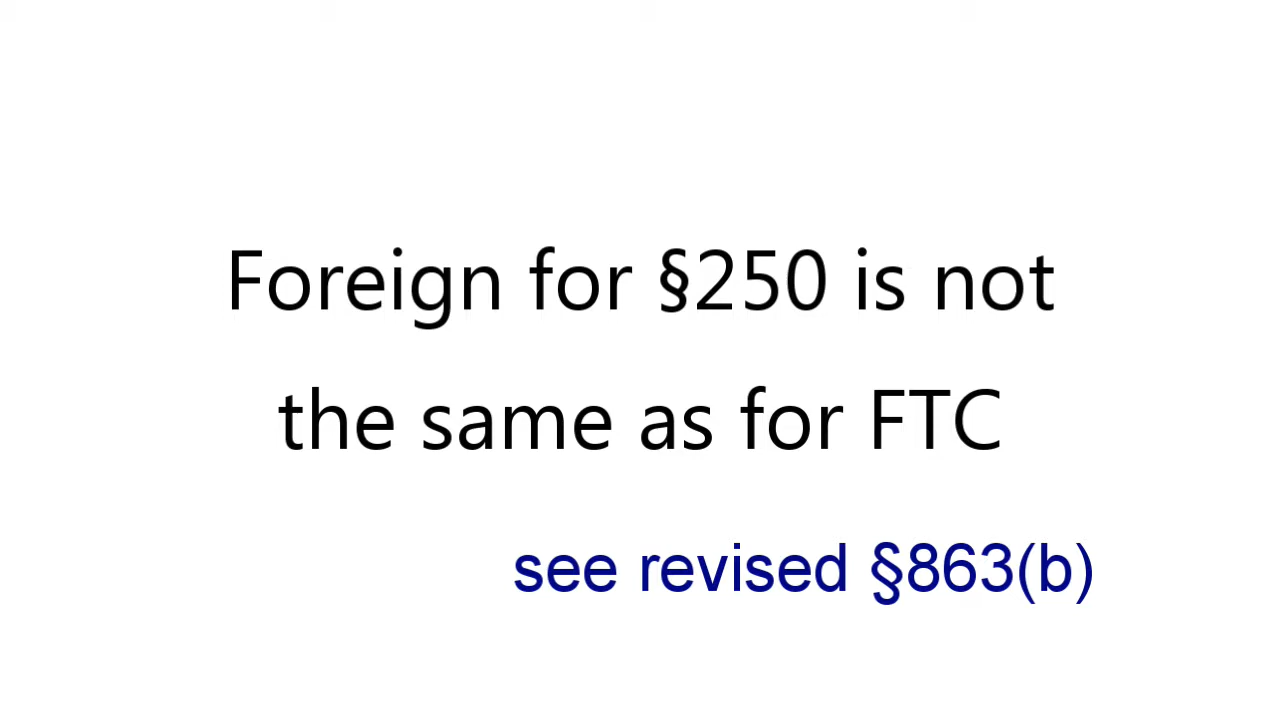 Foreign for §250 is not
the same as for FTC
see revised §863(b)